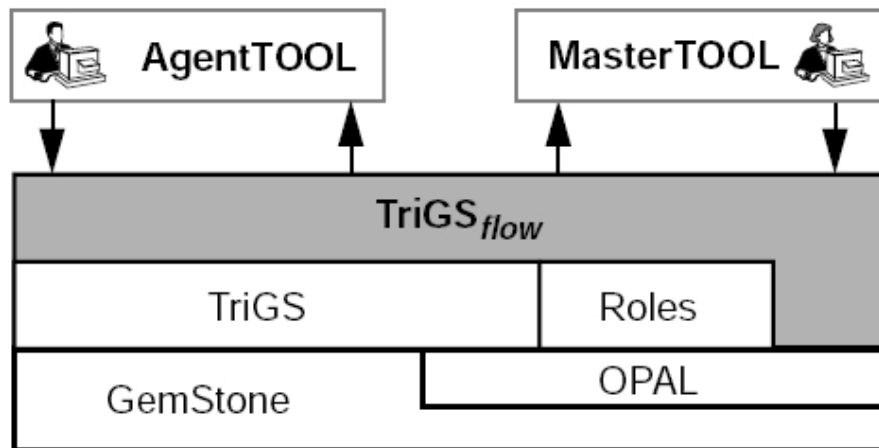 AgentTOOL
MasterTOOL
TriGSflow
TriGS
Roles
OPAL
GemStone